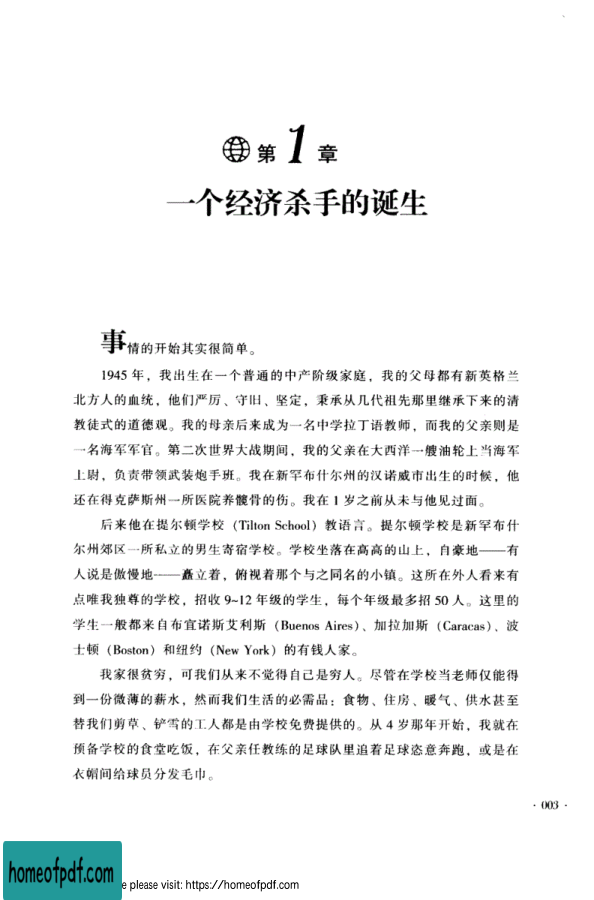 第1章
一个经济杀手的诞生
事情的开始其实很简单。
1945 年，我出生在一个普通的中产阶级家庭，我的父母都有新英格兰
北方人的血统，他们严厉、守旧、坚定，秉承从几代祖先那里继承下来的清
教徒式的道德观。我的母亲后来成为一名中学拉丁语教师，而我的父亲则是
一名海军军官。第二次世界大战期间，我的父亲在大西洋一艘油轮上当海军
上尉，负责带领武装炮手班。我在新罕布什尔州的汉诺威市出生的时候，他
还在得克萨斯州一所医院养髋骨的伤。我在 1 岁之前从未与他见过面。
后来他在提尔顿学校（Tilton School）教语言。提尔顿学校是新罕布什
尔州郊区一所私立的男生寄宿学校。学校坐落在高高的山上，自豪地——有
人说是傲慢地——矗立着，俯视着那个与之同名的小镇。这所在外人看来有
点唯我独尊的学校，招收 9~12 年级的学生，每个年级最多招 50 人。这里的
学生一般都来自布宜诺斯艾利斯（Buenos Aires）、加拉加斯（Caracas）、波
士顿（Boston）和纽约（New York）的有钱人家。
我家很贫穷，可我们从来不觉得自己是穷人。尽管在学校当老师仅能得
到一份微薄的薪水，然而我们生活的必需品：食物、住房、暖气、供水甚至
替我们剪草、铲雪的工人都是由学校免费提供的。从 4 岁那年开始，我就在
预备学校的食堂吃饭，在父亲任教练的足球队里追着足球恣意奔跑，或是在
衣帽间给球员分发毛巾。
· 003 ·
homeofpdf.com
e please visit: https://homeofpdf.com